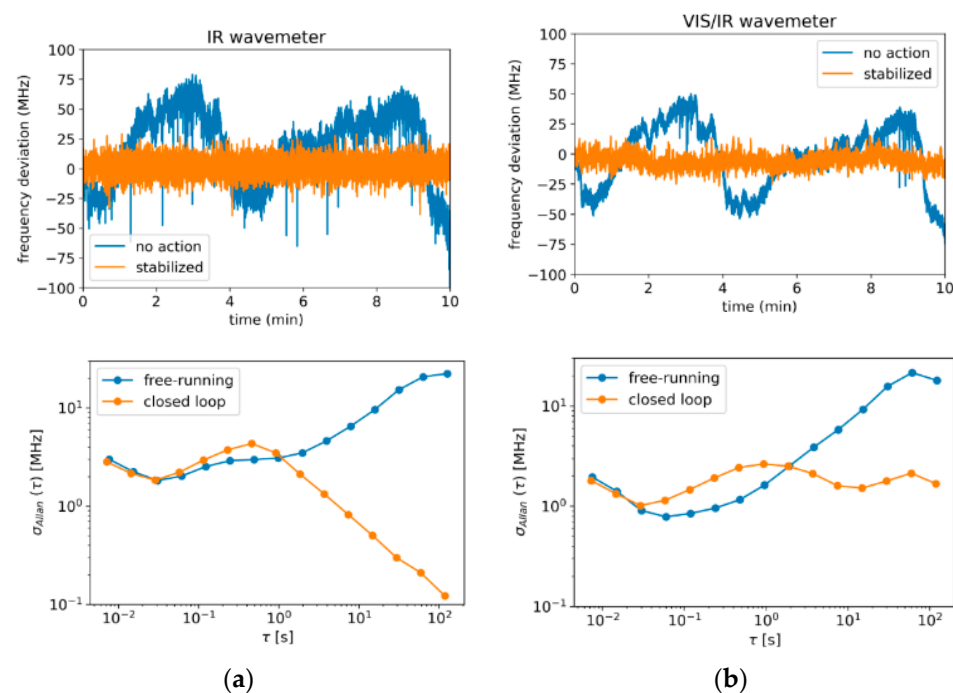 IR wavemeter
frequency deviation (MHz)
100
75
50
25
0
−25
−50
−75
−100
no action
stabilized
0 2 4 6 8 10
time (min)
VIS/IR wavemeter
frequency deviation (MHz)
100
75
50
25
0
−25
−50
−75
−100
no action
stabilized
0 2 4 6 8 10
time (min)
σAllan (τ) [MHz]
10¹
10⁰
10⁻¹
free-running
closed loop
10⁻² 10⁻¹ 10⁰ 10¹ 10²
τ [s]
σAllan (τ) [MHz]
10¹
10⁰
10⁻¹
free-running
closed loop
10⁻² 10⁻¹ 10⁰ 10¹ 10²
τ [s]
(a)
(b)